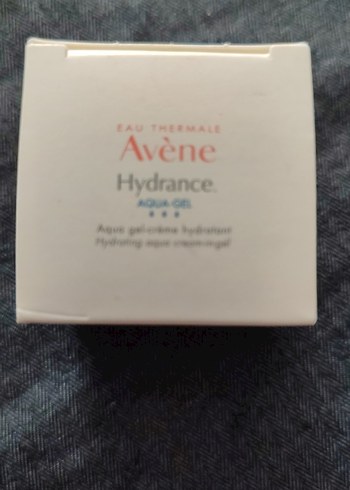 EAU THERMALE
Avène
Hydrance.
AQUA-GEL
Aqua gel-crème hydratant
Hydrating aqua cream-in-gel